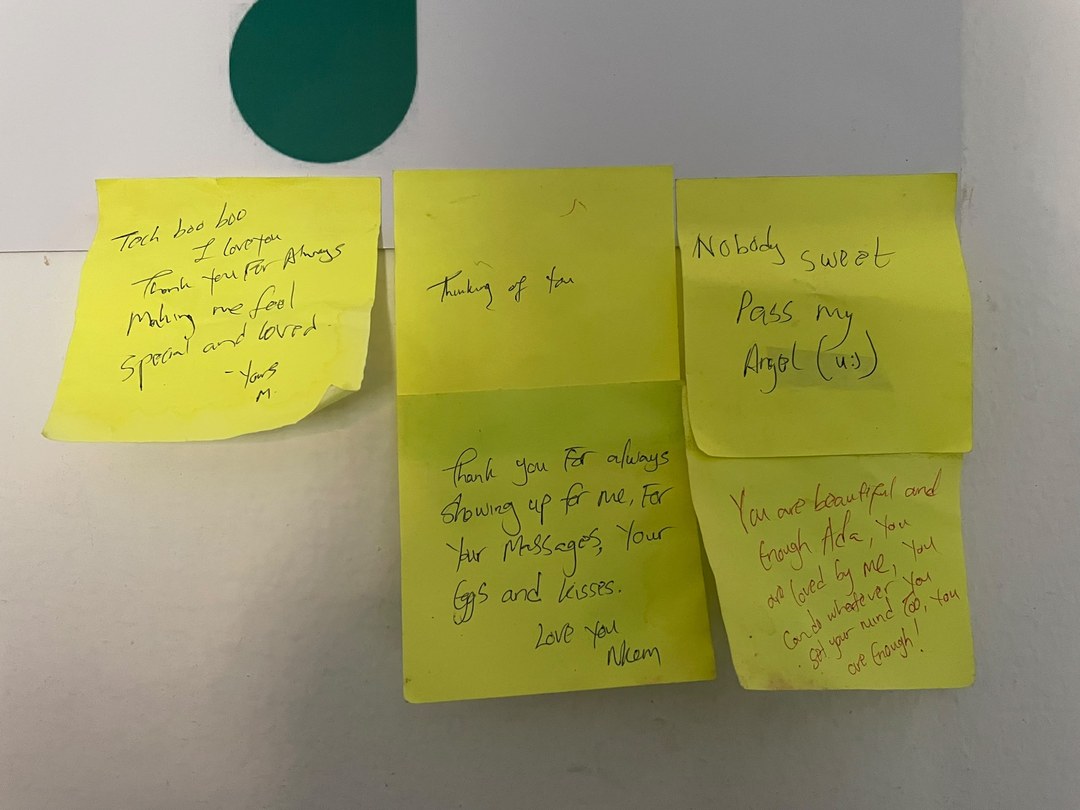 Tech boo boo
I love you
Thank You For Always
Making me feel
special and loved
- Yours
M.
Thinking of You
Thank you For always
showing up for me, For
Your Massages, Your
Eggs and kisses.
Love You
Nkem
Nobody sweet
Pass my
Angel (u:)
You are beautiful and
Enough Ada, You
are loved by me, You
can do whatever You
set your mind Too, You
are Enough!